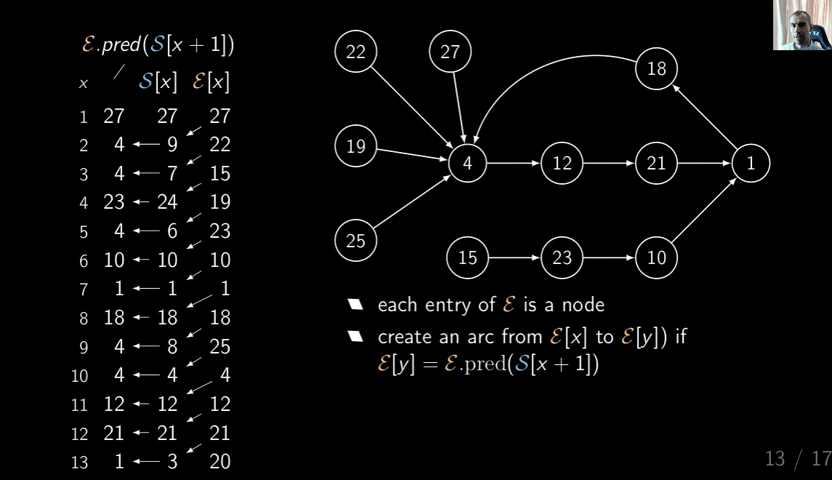 ℰ.pred(𝒮[x + 1])
x 𝒮[x] ℰ[x]
1 27 27 27
2 4 ← 9 22
3 4 ← 7 15
4 23 ← 24 19
5 4 ← 6 23
6 10 ← 10 10
7 1 ← 1 1
8 18 ← 18 18
9 4 ← 8 25
10 4 ← 4 4
11 12 ← 12 12
12 21 ← 21 21
13 1 ← 3 20
22 27 18
19 4 12 21 1
25 15 23 10
each entry of ℰ is a node
create an arc from ℰ[x] to ℰ[y]) if
ℰ[y] = ℰ.pred(𝒮[x + 1])
13 / 17